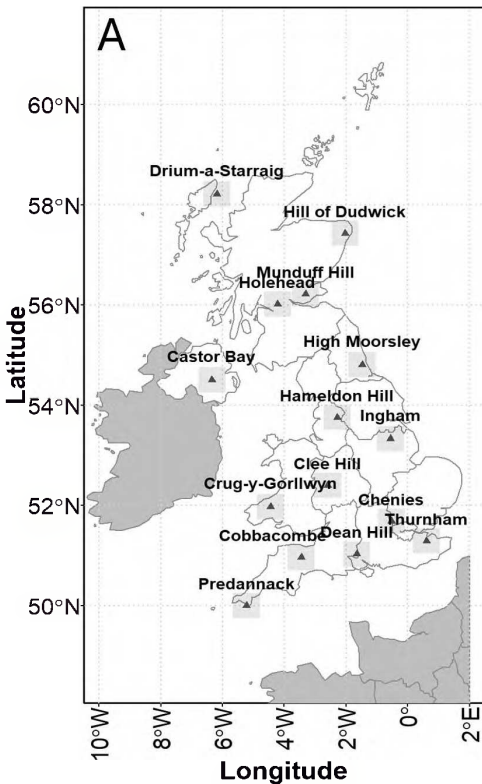 A
60°N
Drium-a-Starraig
58°N
Hill of Dudwick
Munduff Hill
Holehead
56°N
High Moorsley
Castor Bay
Latitude
Hameldon Hill
54°N
Ingham
Clee Hill
Crug-y-Gorllwyn
52°N
Chenies
Thurnham
Cobbacombe
Dean Hill
Predannack
50°N
10°W
8°W
6°W
4°W
2°W
0°
2°E
Longitude